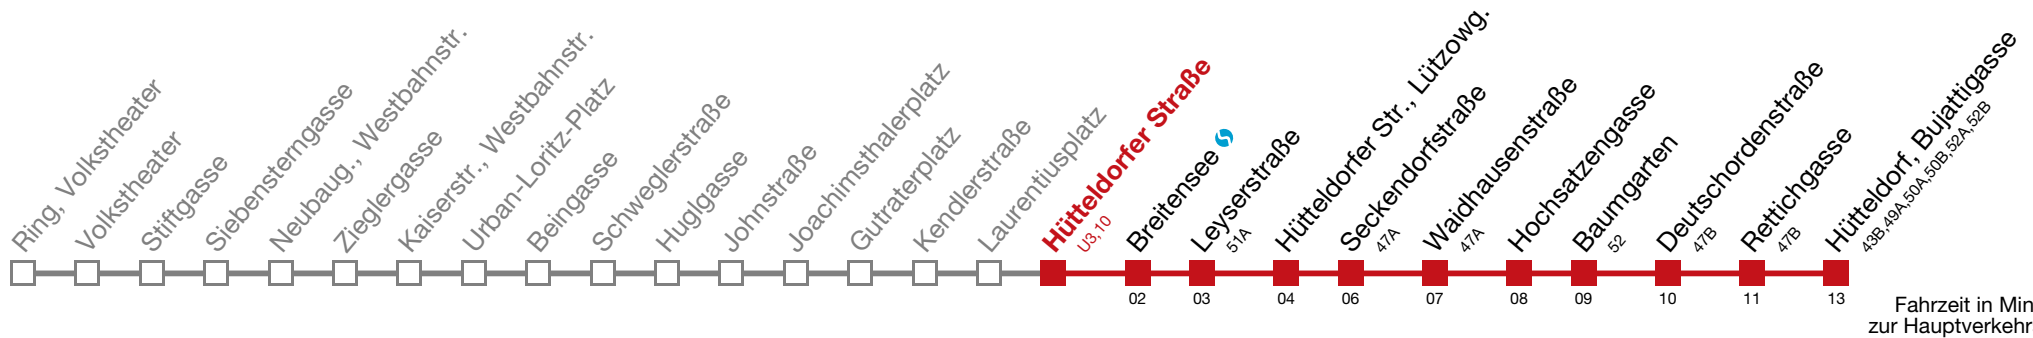 Ring, Volkstheater
Volkstheater
Stiftgasse
Siebensterngasse
Neubaug., Westbahnstr.
Zieglergasse
Kaiserstr., Westbahnstr.
Urban-Loritz-Platz
Beingasse
Schweglerstraße
Huglgasse
Johnstraße
Joachimsthalerplatz
Gutraterplatz
Kendlerstraße
Laurentiusplatz
Hütteldorfer Straße
U3,10
Breitensee
Leyserstraße
51A
Hütteldorfer Str., Lützowg.
Seckendorfstraße
47A
Waidhausenstraße
47A
Hochsatzengasse
Baumgarten
52
Deutschordenstraße
47B
Rettichgasse
47B
Hütteldorf, Bujattigasse
43B,49A,50A,50B,52A,52B
02
03
04
06
07
08
09
10
11
13
Fahrzeit in Min
zur Hauptverkehr